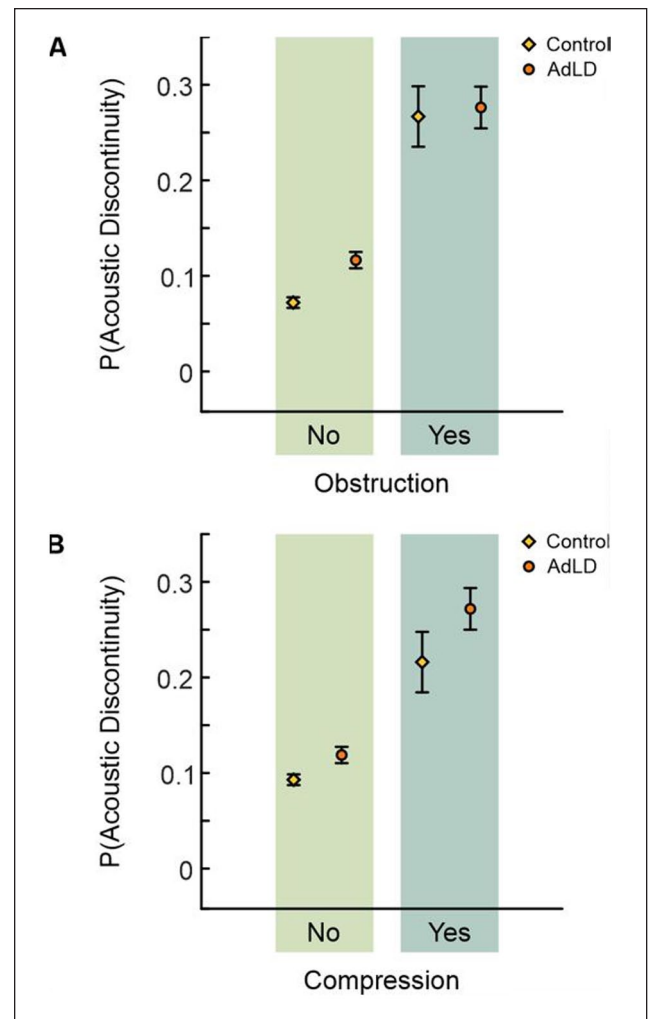 A
Control
AdLD
P(Acoustic Discontinuity)
0.3
0.2
0.1
0
No
Yes
Obstruction
B
Control
AdLD
P(Acoustic Discontinuity)
0.3
0.2
0.1
0
No
Yes
Compression